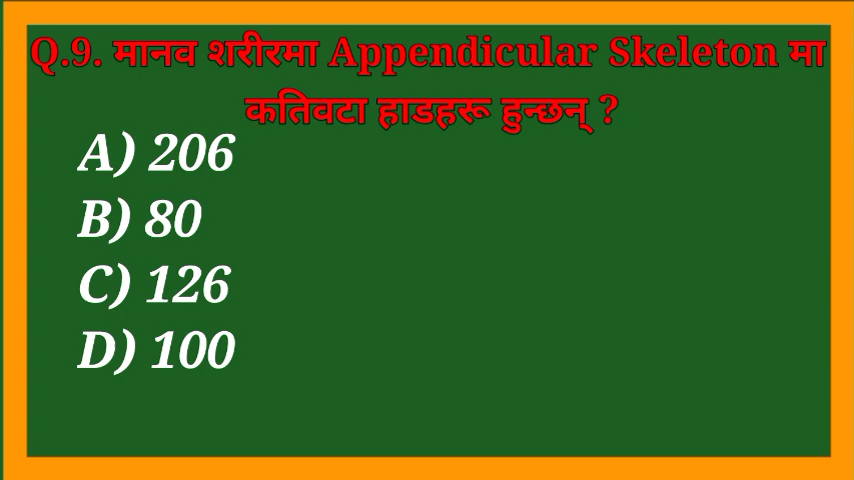 Q.9. मानव शरीरमा Appendicular Skeleton मा
कतिवटा हाडहरू हुन्छन् ?
A) 206
B) 80
C) 126
D) 100